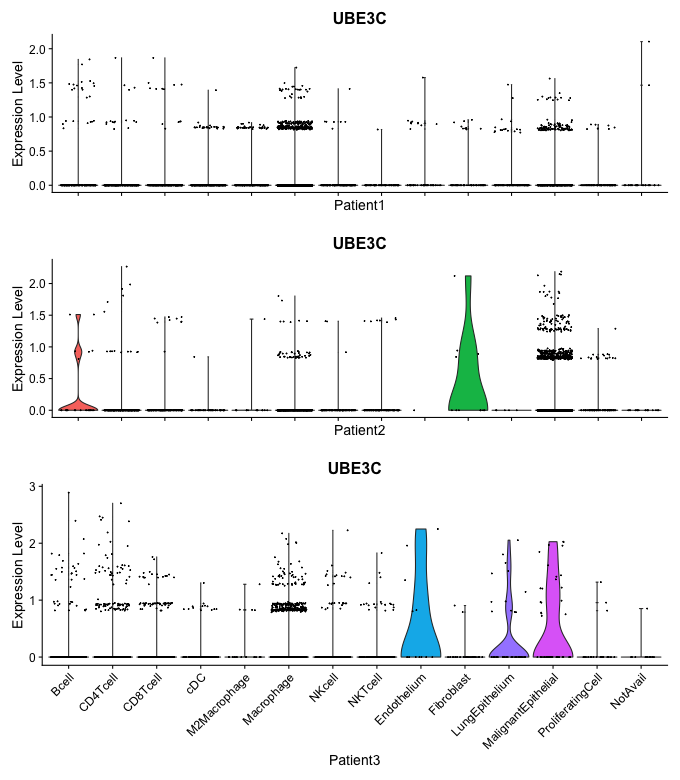 UBE3C
Expression Level
2.0
1.5
1.0
0.5
0.0
Patient1
UBE3C
Expression Level
2.0
1.5
1.0
0.5
0.0
Patient2
UBE3C
Expression Level
3
2
1
0
Bcell
CD4Tcell
CD8Tcell
cDC
M2Macrophage
Macrophage
NKcell
NKTcell
Endothelium
Fibroblast
LungEpithelium
MalignantEpithelial
ProliferatingCell
NotAvail
Patient3